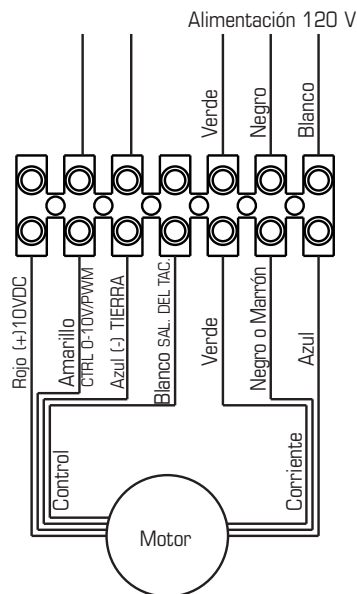 Alimentación 120 V
Verde
Negro
Blanco
Rojo (+)10VDC
Amarillo
CTRL 0-10V/PWM
Azul (-) TIERRA
Blanco SAL. DEL TAC.
Verde
Negro o Marrón
Azul
Control
Corriente
Motor